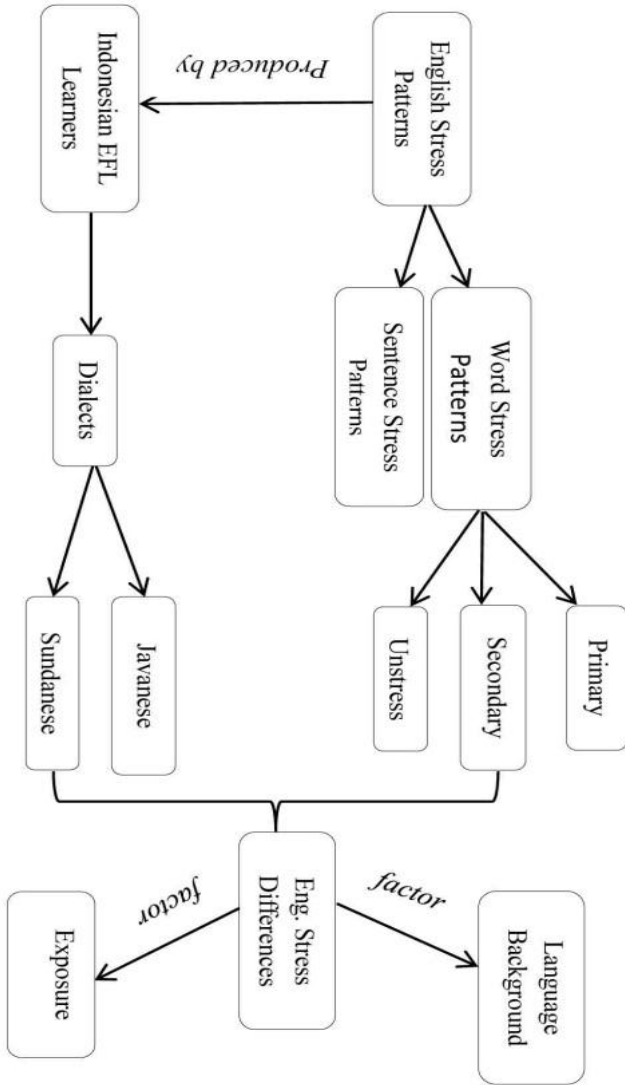 English Stress
Patterns
Produced by
Indonesian EFL
Learners
Word Stress
Patterns
Sentence Stress
Patterns
Dialects
Primary
Secondary
Unstress
Javanese
Sundanese
Eng. Stress
Differences
factor
factor
Language
Background
Exposure